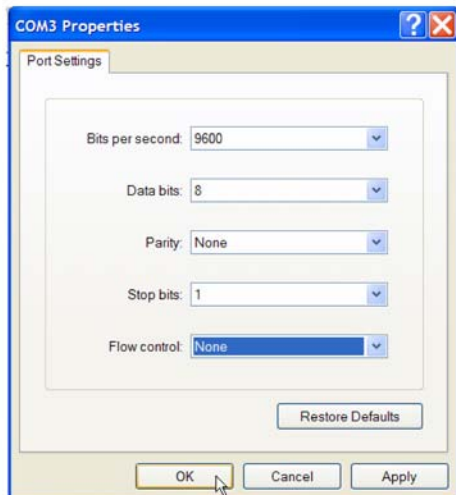 COM3 Properties
Port Settings
Bits per second: 9600
Data bits: 8
Parity: None
Stop bits: 1
Flow control: None
Restore Defaults
OK Cancel Apply